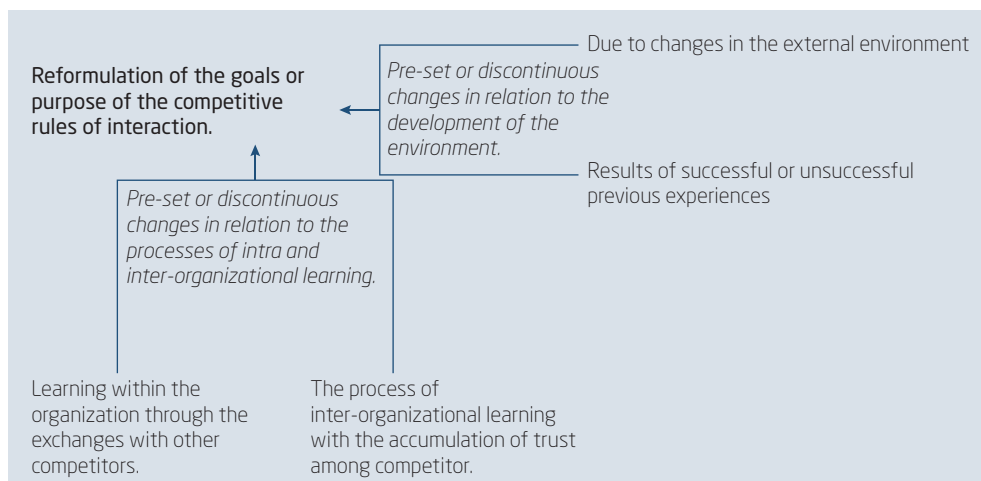 Due to changes in the external environment
Reformulation of the goals or
purpose of the competitive
rules of interaction.
Pre-set or discontinuous
changes in relation to the
development of the
environment.
Results of successful or unsuccessful
previous experiences
Pre-set or discontinuous
changes in relation to the
processes of intra and
inter-organizational learning.
Learning within the
organization through the
exchanges with other
competitors.
The process of
inter-organizational learning
with the accumulation of trust
among competitor.